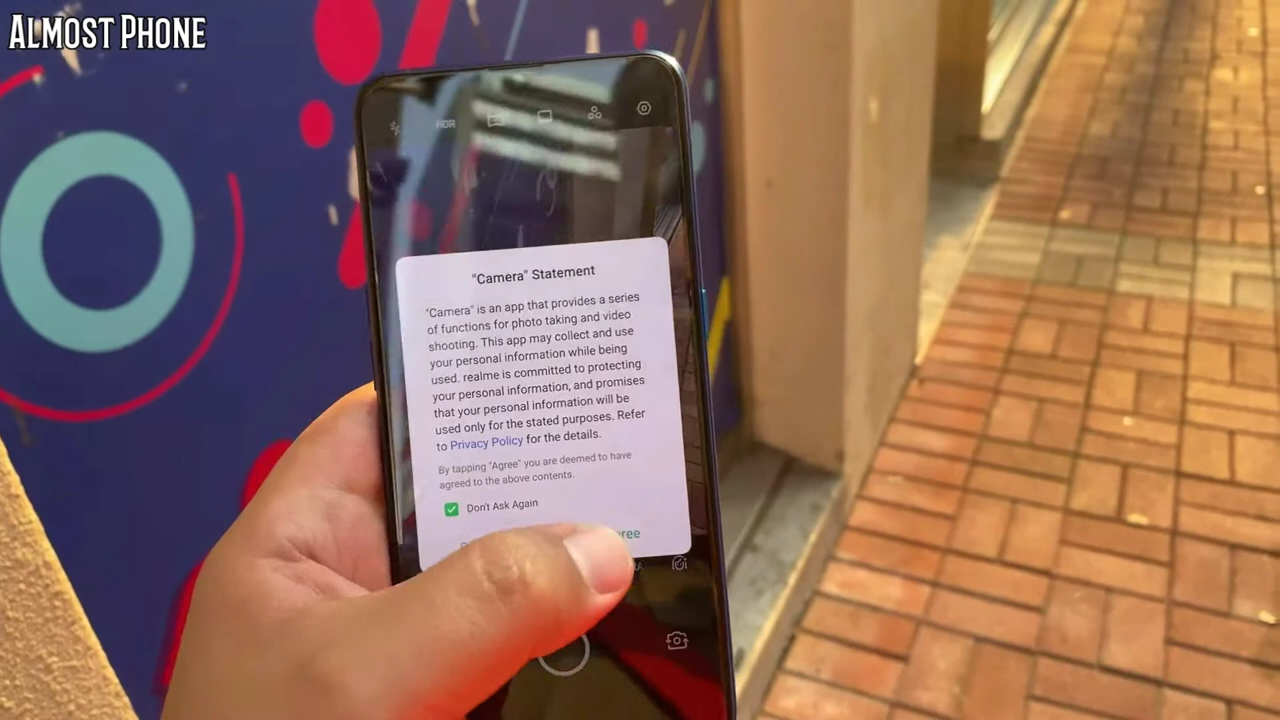 ALMOST PHONE
HDR
"Camera" Statement
"Camera" is an app that provides a series
of functions for photo taking and video
shooting. This app may collect and use
your personal information while being
used. realme is committed to protecting
your personal information, and promises
that your personal information will be
used only for the stated purposes. Refer
to Privacy Policy for the details.
By tapping "Agree" you are deemed to have
agreed to the above contents.
Don't Ask Again